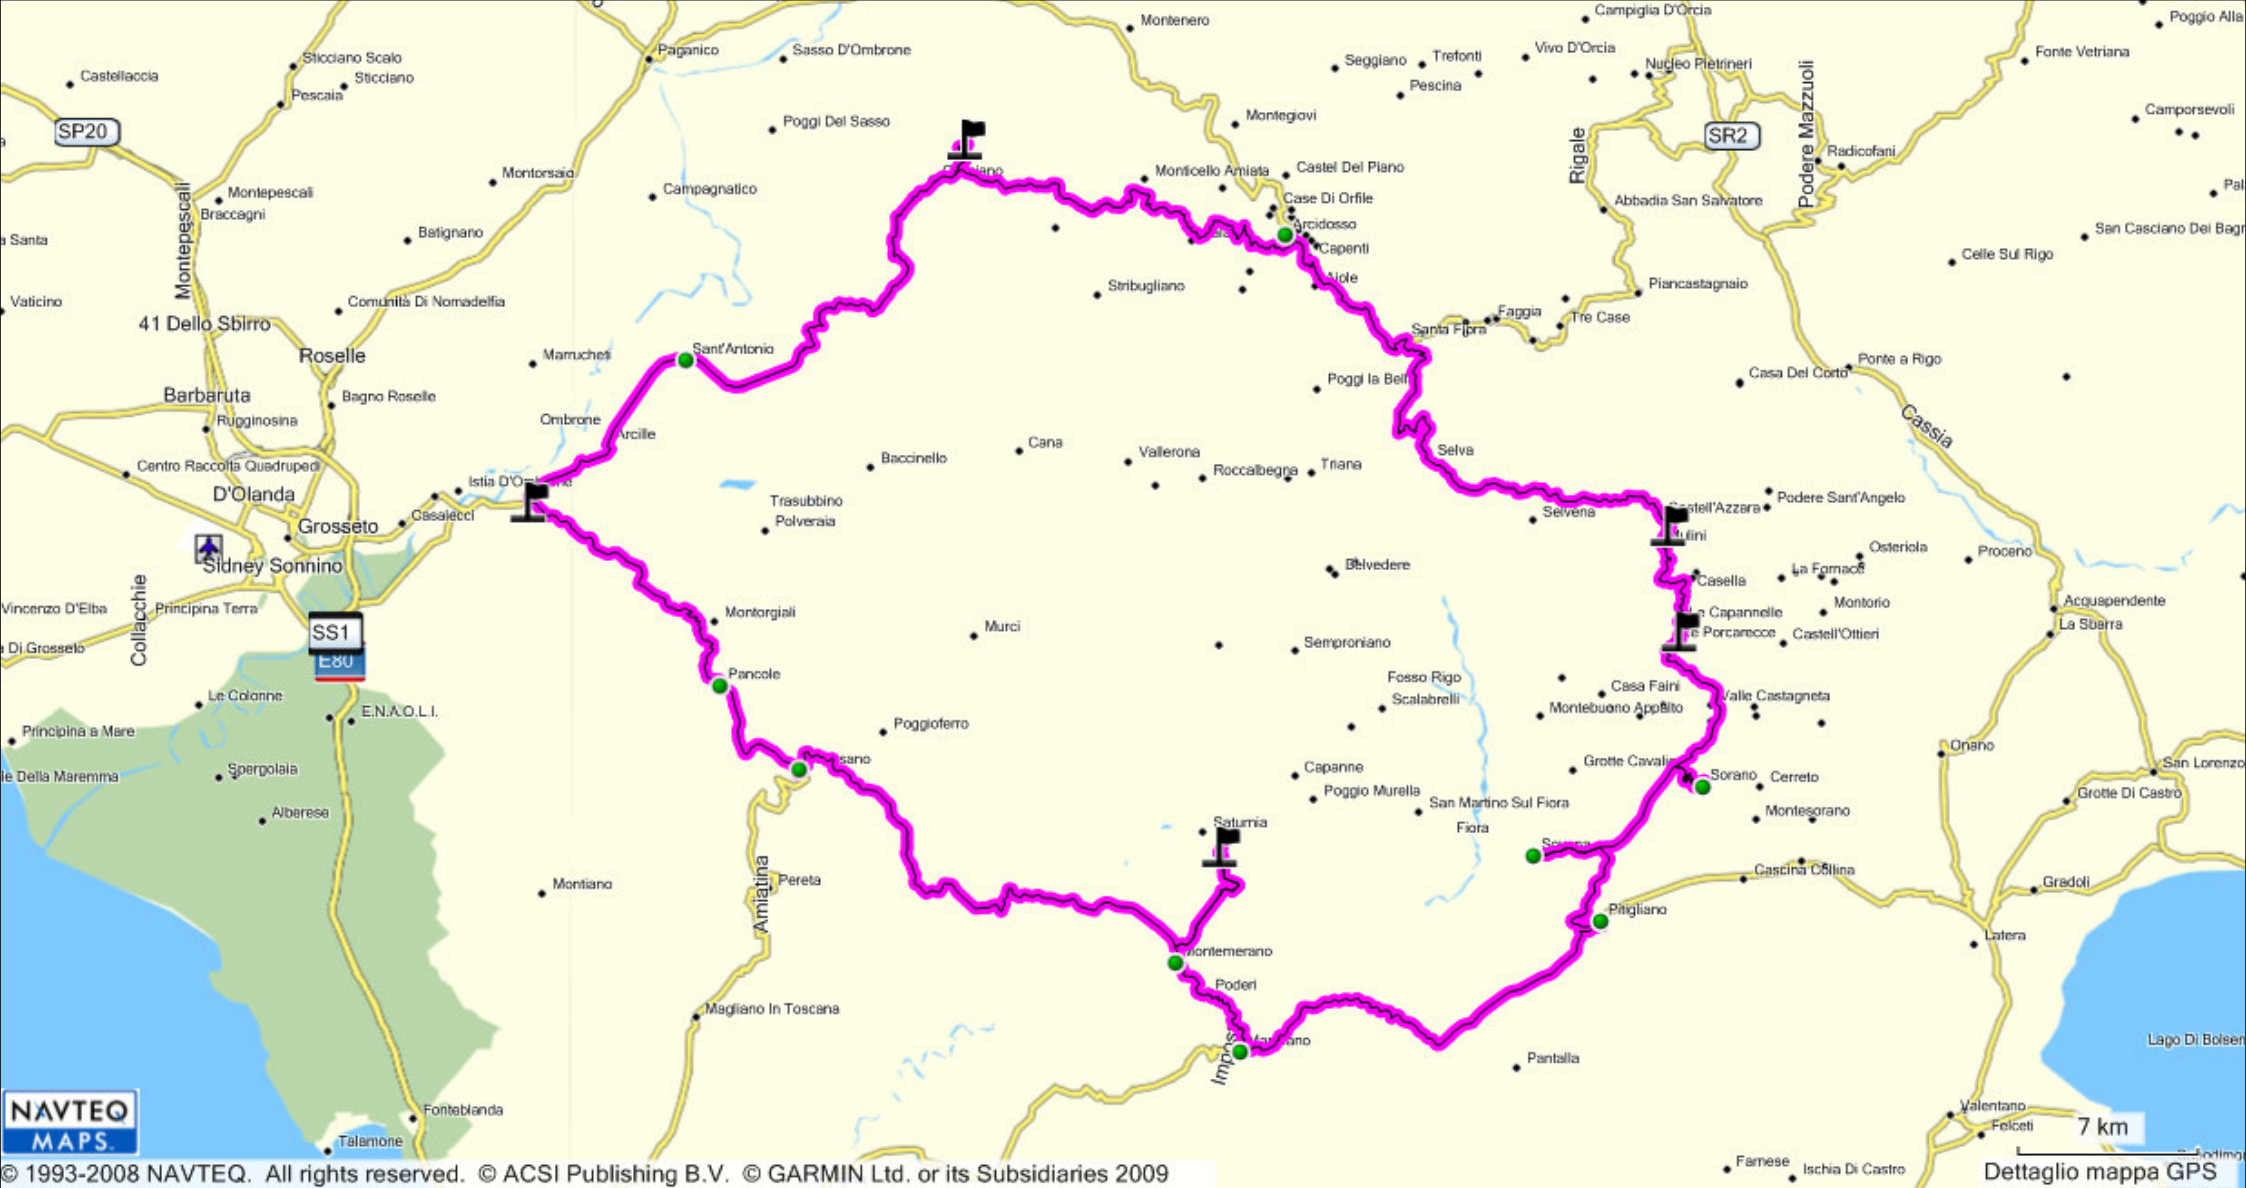 Campiglia D'Orcia
Poggio Alla
Montenero
Paganico
Sasso D'Ombrone
Vivo D'Orcia
Fonte Vetriana
Sticciano Scalo
Seggiano
Trefonti
Nucleo Pietrineri
Castellaccia
Sticciano
Pescina
Podere Mazzuoli
Pescaia
Camporsevoli
Montegiovi
Poggi Del Sasso
SP20
SR2
Rigale
Radicofani
Montorsaio
Monticello Amiata
Castel Del Piano
Montepescali
Montepescali
Campagnatico
Case Di Orfile
Abbadia San Salvatore
Braccagni
Arcidosso
San Casciano Dei Bagn
a Santa
Batignano
Capenti
Celle Sul Rigo
Stribugliano
Piancastagnaio
Vaticino
Comunità Di Nomadelfia
Faggia
Tre Case
41 Dello Sbirro
Santa Fiora
Marrucheti
Sant'Antonio
Roselle
Ponte a Rigo
Casa Del Corto
Poggi la Bell
Barbaruta
Bagno Roselle
Rugginosina
Ombrone
Arcille
Cassia
Cana
Vallerona
Selva
Baccinello
Roccalbegna
Triana
Centro Raccolta Quadrupedi
D'Olanda
Podere Sant'Angelo
Trasubbino
Polveraia
Grosseto
Casalecci
Selvena
Osteriola
Proceno
Sidney Sonnino
Belvedere
La Fornace
Casella
Collacchie
Vincenzo D'Elba
Principina Terra
Montorgiali
Montorio
Acquapendente
SS1
E80
Murci
La Sbarra
Castell'Ottieri
Di Grosseto
Semproniano
Pancole
Fosso Rigo
Scalabrelli
Casa Faini
Valle Castagneta
Le Colonne
E.N.A.O.L.I.
Montebuono
Appalto
Poggioferro
Principina a Mare
Onano
Capanne
Sorano
Cerreto
San Lorenzo
le Della Maremma
Spergolaia
Poggio Murella
Grotte Di Castro
San Martino Sul Fiora
Montesorano
Alberese
Saturnia
Fiora
Cascina Collina
Montiano
Pereta
Amiatina
Gradoli
Pitigliano
Latera
Poderi
Magliano In Toscana
Lago Di Bolsen
Pantalla
Fonteblanda
Valentano
Felceti
Talamone
NAVTEQ
MAPS.
7 km
Farnese
Ischia Di Castro
© 1993-2008 NAVTEQ. All rights reserved. © ACSI Publishing B.V. © GARMIN Ltd. or its Subsidiaries 2009
Dettaglio mappa GPS